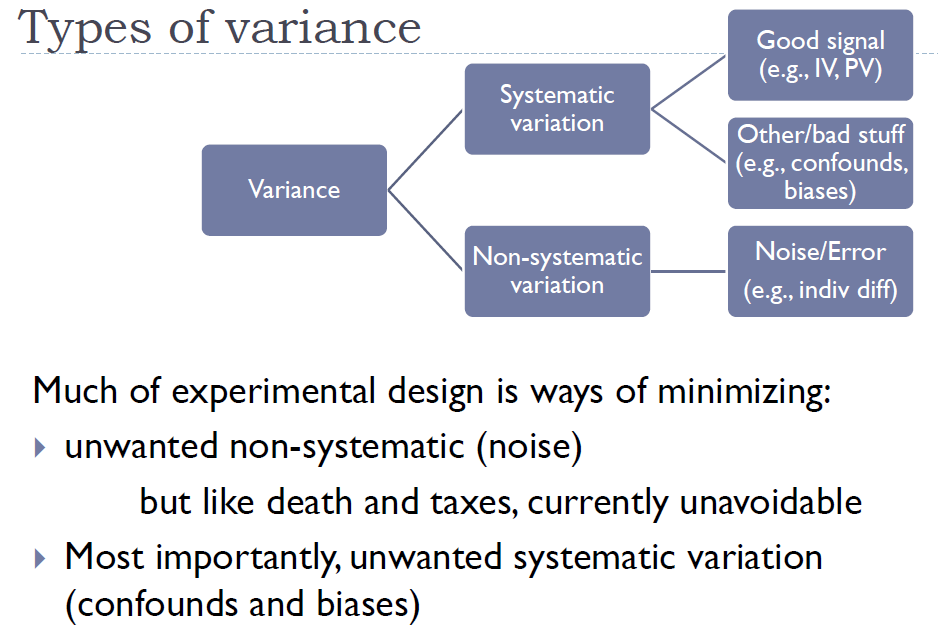 Types of variance
Variance
Systematic
variation
Non-systematic
variation
Good signal
(e.g., IV, PV)
Other/bad stuff
(e.g., confounds,
biases)
Noise/Error
(e.g., indiv diff)
Much of experimental design is ways of minimizing:
unwanted non-systematic (noise)
but like death and taxes, currently unavoidable
Most importantly, unwanted systematic variation
(confounds and biases)